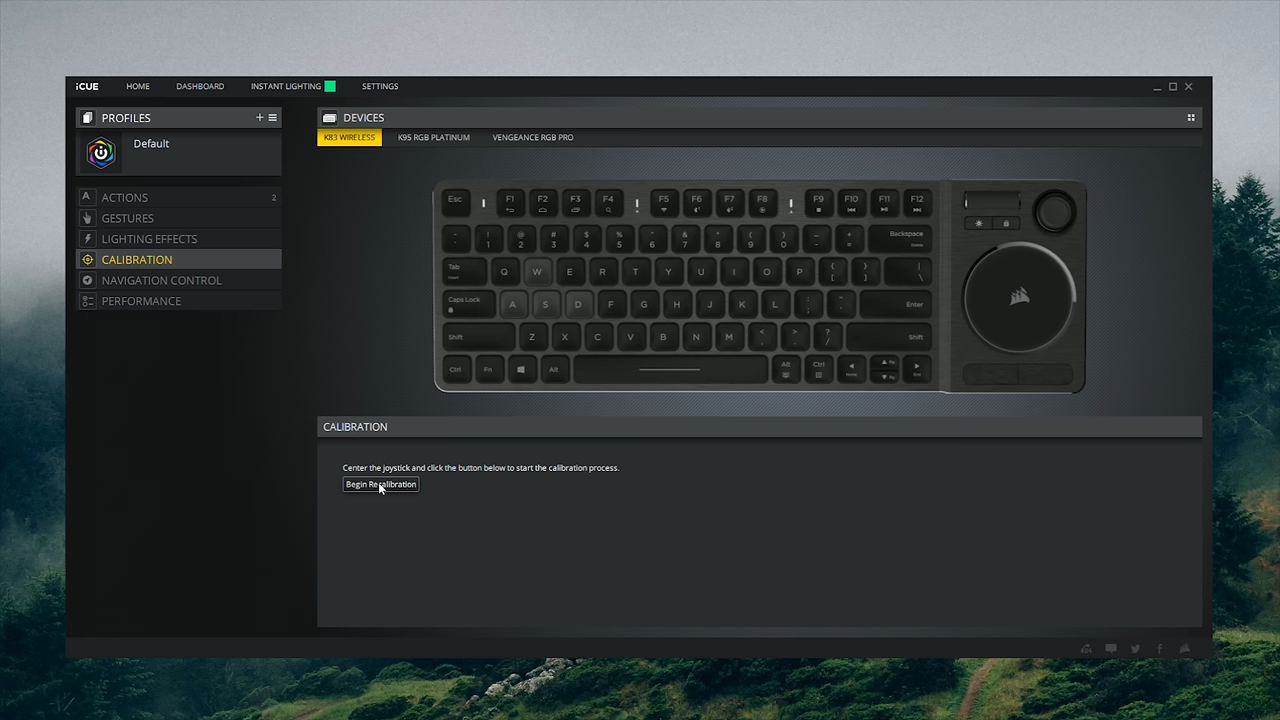 iCUE HOME DASHBOARD INSTANT LIGHTING SETTINGS
PROFILES
Default
A ACTIONS 2
GESTURES
LIGHTING EFFECTS
CALIBRATION
NAVIGATION CONTROL
PERFORMANCE
DEVICES
K83 WIRELESS K95 RGB PLATINUM VENGEANCE RGB PRO
Esc F1 F2 F3 F4 F5 F6 F7 F8 F9 F10 F11 F12
! @ # $ % ^ & ( ) Backspace
1 2 3 4 5 6 7 8 9 0 - = Delete
Tab Q W E R T Y U I O P { } | \
Caps Lock A S D F G H J K L Enter
Shift Z X C V B N M < > ? / Shift
Ctrl Fn Alt Alt Ctrl
CALIBRATION
Center the joystick and click the button below to start the calibration process.
Begin Recalibration